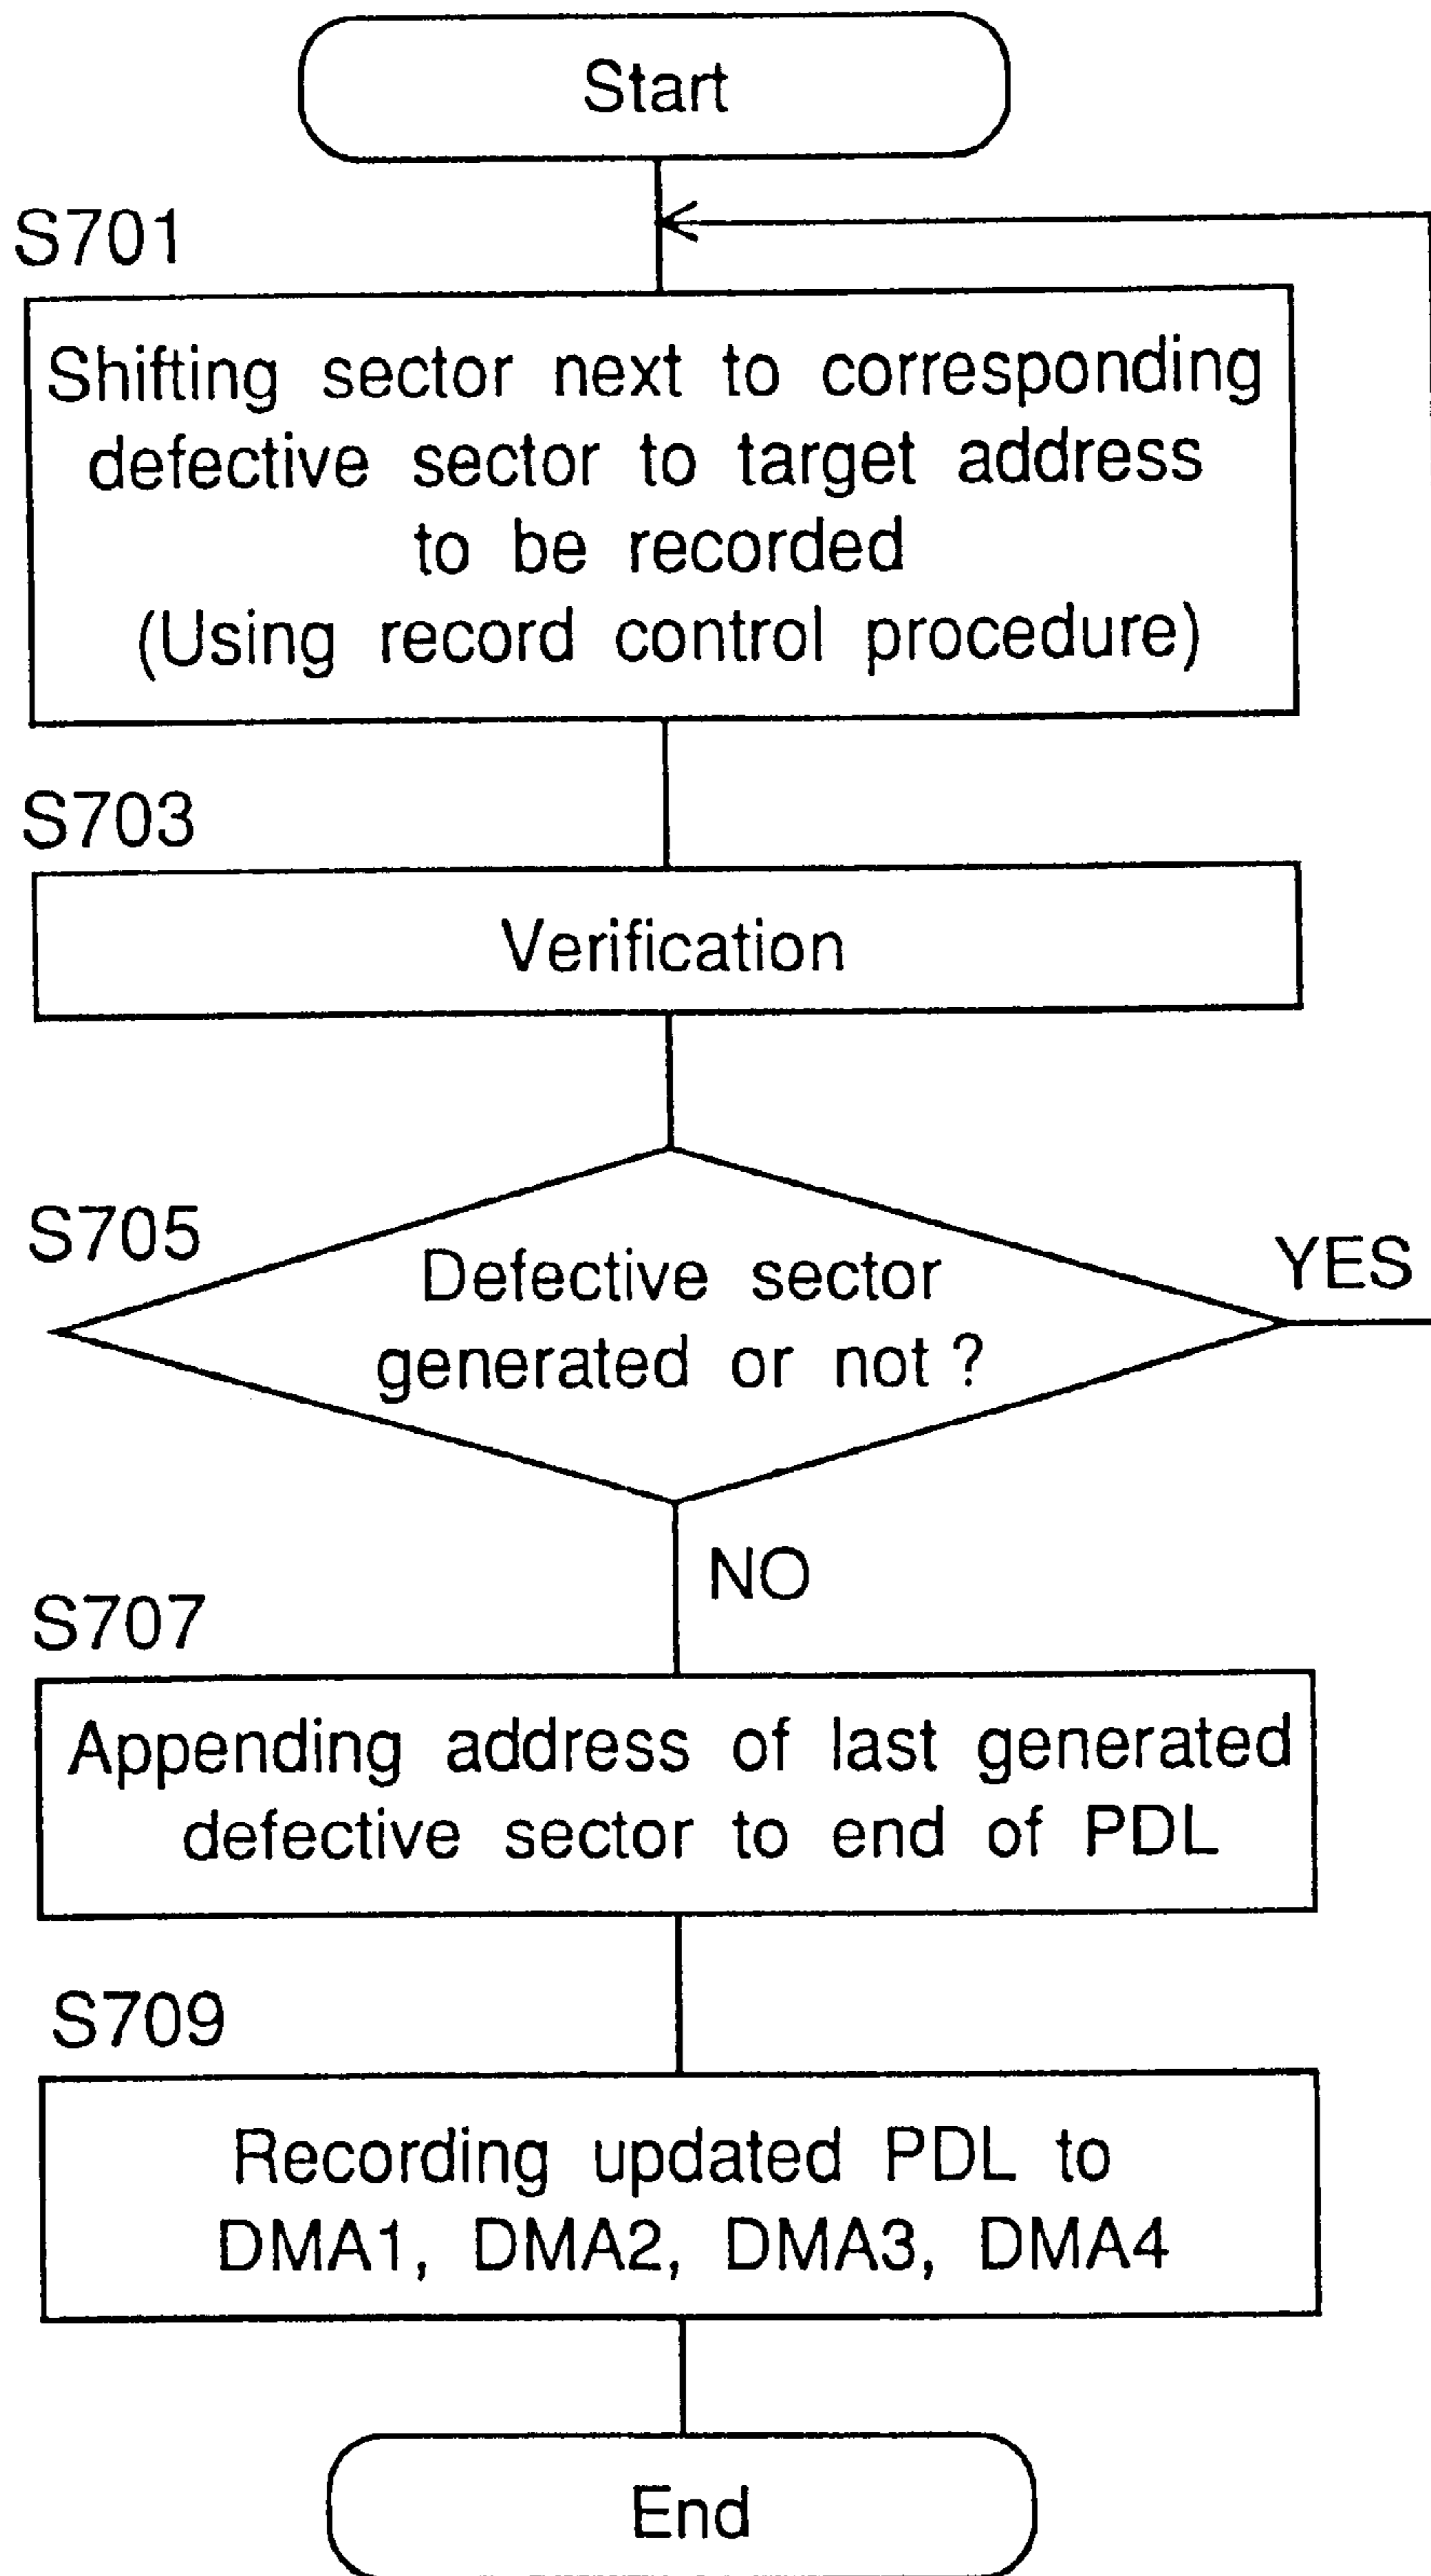 Start
S701
Shifting sector next to corresponding
defective sector to target address
to be recorded
(Using record control procedure)
S703
Verification
S705
Defective sector
generated or not ?
YES
NO
S707
Appending address of last generated
defective sector to end of PDL
S709
Recording updated PDL to
DMA1, DMA2, DMA3, DMA4
End